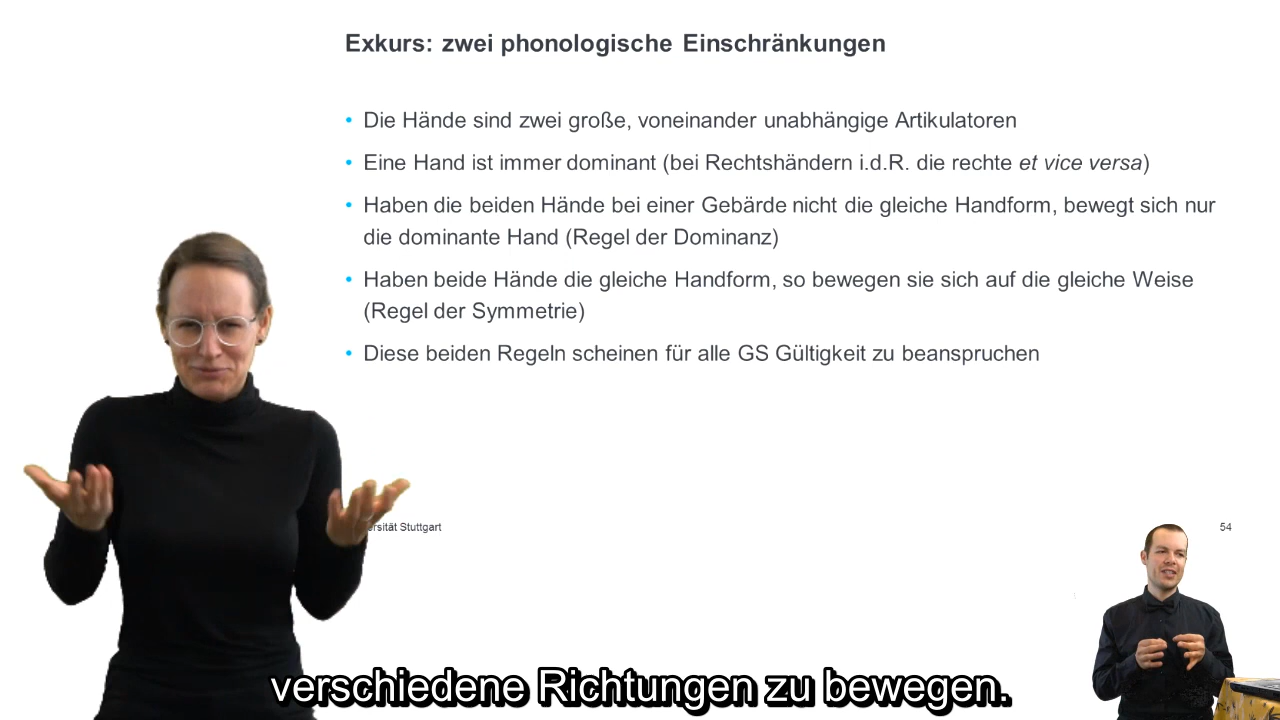 Exkurs: zwei phonologische Einschränkungen
• Die Hände sind zwei große, voneinander unabhängige Artikulatoren
• Eine Hand ist immer dominant (bei Rechtshändern i.d.R. die rechte et vice versa)
• Haben die beiden Hände bei einer Gebärde nicht die gleiche Handform, bewegt sich nur
die dominante Hand (Regel der Dominanz)
• Haben beide Hände die gleiche Handform, so bewegen sie sich auf die gleiche Weise
(Regel der Symmetrie)
• Diese beiden Regeln scheinen für alle GS Gültigkeit zu beanspruchen
Stuttgart
54
verschiedene Richtungen zu bewegen.